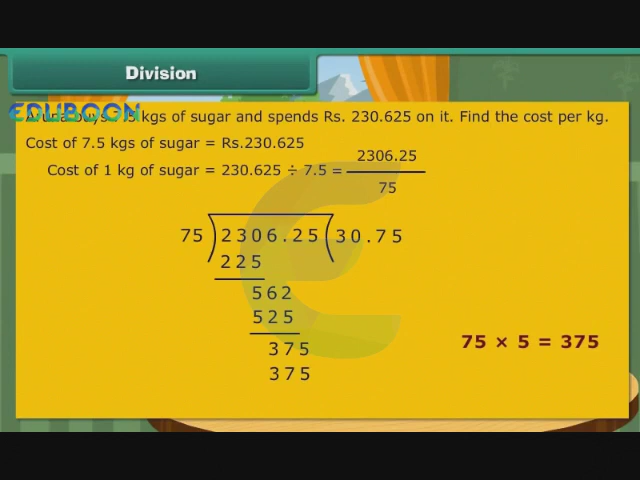 Division
EDUBOON
kgs of sugar and spends Rs. 230.625 on it. Find the cost per kg.
Cost of 7.5 kgs of sugar = Rs.230.625
Cost of 1 kg of sugar = 230.625 ÷ 7.5 = 2306.25
75
75 ) 2306.25 ( 30.75
225
562
525
375
75 × 5 = 375
375